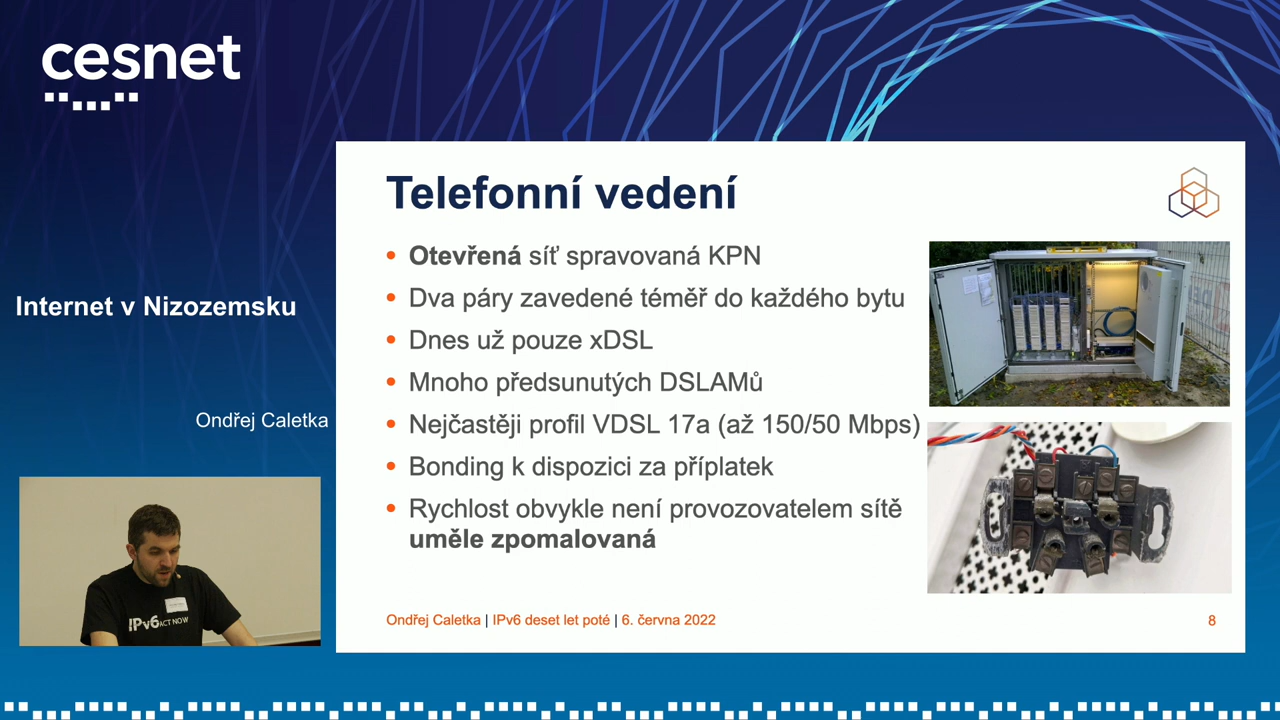 cesnet
Internet v Nizozemsku
Ondřej Caletka
IPv6 ACT NOW
Telefonní vedení
• Otevřená síť spravovaná KPN
• Dva páry zavedené téměř do každého bytu
• Dnes už pouze xDSL
• Mnoho předsunutých DSLAMů
• Nejčastěji profil VDSL 17a (až 150/50 Mbps)
• Bonding k dispozici za příplatek
• Rychlost obvykle není provozovatelem sítě
uměle zpomalovaná
Ondřej Caletka | IPv6 deset let poté | 6. června 2022
8